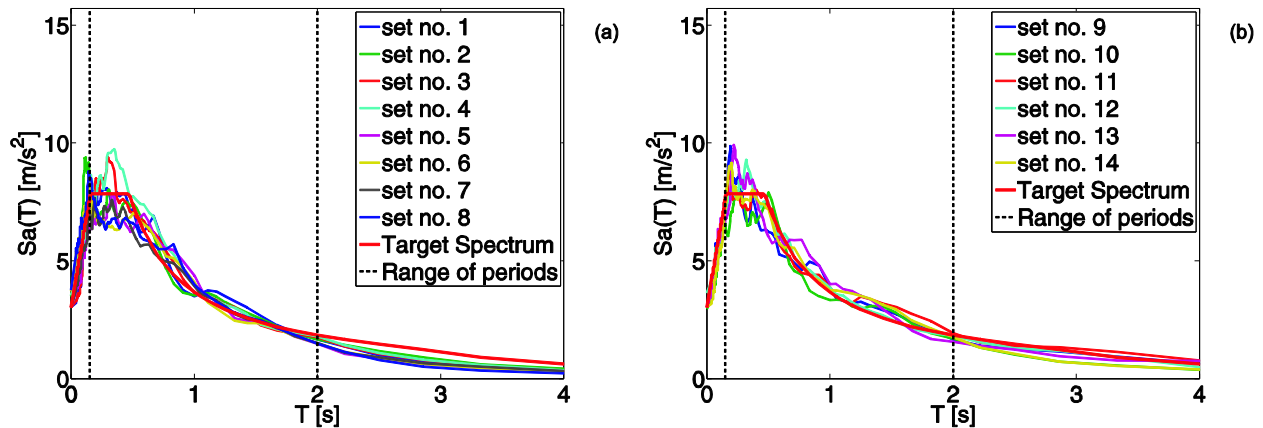 15
10
5
0
0
1
2
3
4
Sa(T) [m/s²]
T [s]
set no. 1
set no. 2
set no. 3
set no. 4
set no. 5
set no. 6
set no. 7
set no. 8
Target Spectrum
Range of periods
(a)
15
10
5
0
0
1
2
3
4
Sa(T) [m/s²]
T [s]
set no. 9
set no. 10
set no. 11
set no. 12
set no. 13
set no. 14
Target Spectrum
Range of periods
(b)